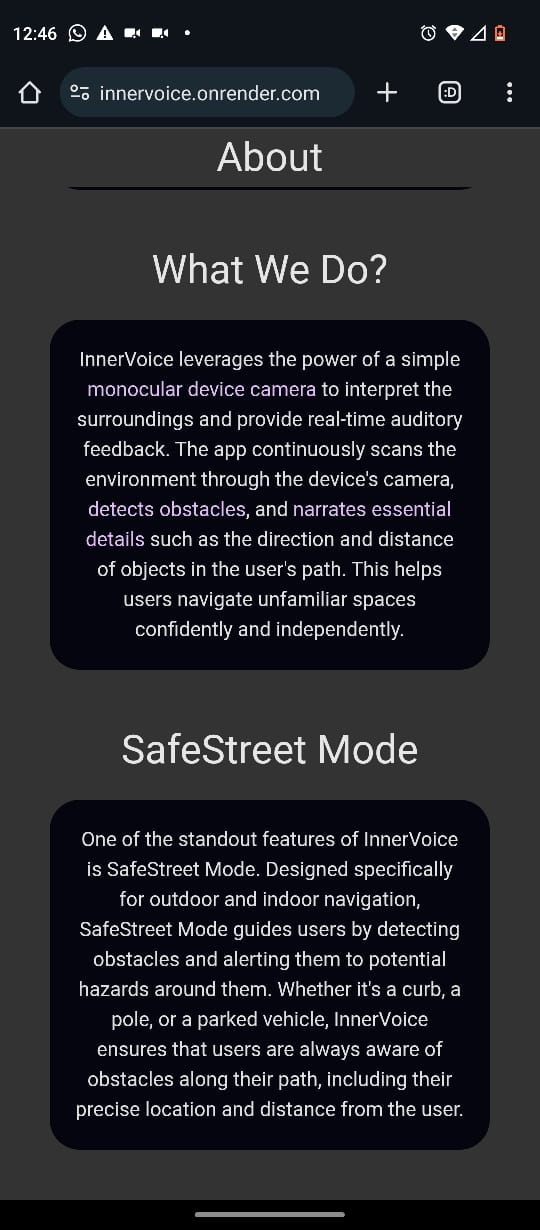 12:46
innervoice.onrender.com
:D
About
What We Do?
InnerVoice leverages the power of a simple
monocular device camera to interpret the
surroundings and provide real-time auditory
feedback. The app continuously scans the
environment through the device's camera,
detects obstacles, and narrates essential
details such as the direction and distance
of objects in the user's path. This helps
users navigate unfamiliar spaces
confidently and independently.
SafeStreet Mode
One of the standout features of InnerVoice
is SafeStreet Mode. Designed specifically
for outdoor and indoor navigation,
SafeStreet Mode guides users by detecting
obstacles and alerting them to potential
hazards around them. Whether it's a curb, a
pole, or a parked vehicle, InnerVoice
ensures that users are always aware of
obstacles along their path, including their
precise location and distance from the user.